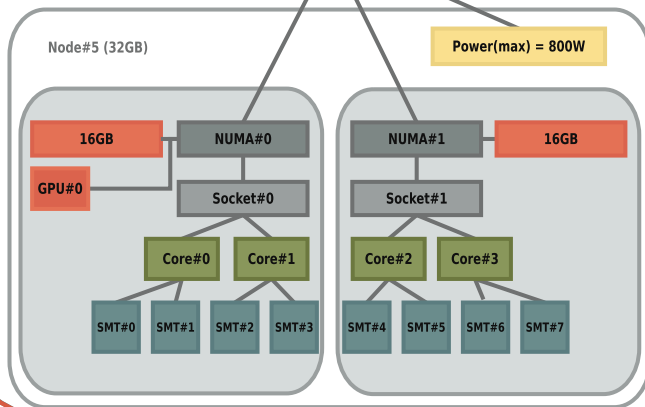 Node#5 (32GB)
Power(max) = 800W
16GB
NUMA#0
GPU#0
Socket#0
Core#0
Core#1
SMT#0
SMT#1
SMT#2
SMT#3
NUMA#1
16GB
Socket#1
Core#2
Core#3
SMT#4
SMT#5
SMT#6
SMT#7